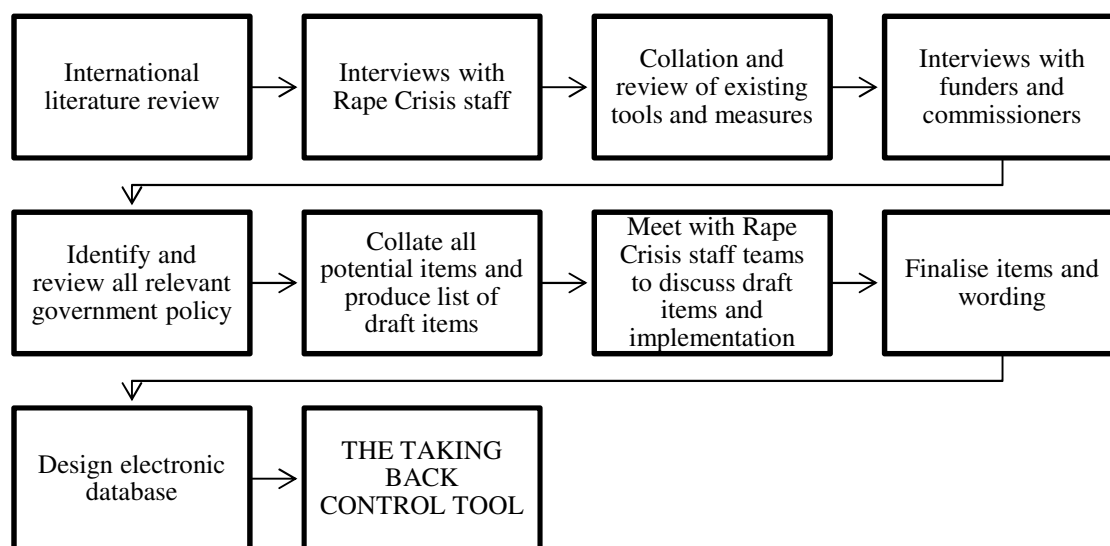 International
literature review
Interviews with
Rape Crisis staff
Collation and
review of existing
tools and measures
Interviews with
funders and
commissioners
Identify and
review all relevant
government policy
Collate all
potential items and
produce list of
draft items
Meet with Rape
Crisis staff teams
to discuss draft
items and
implementation
Finalise items and
wording
Design electronic
database
THE TAKING
BACK
CONTROL TOOL